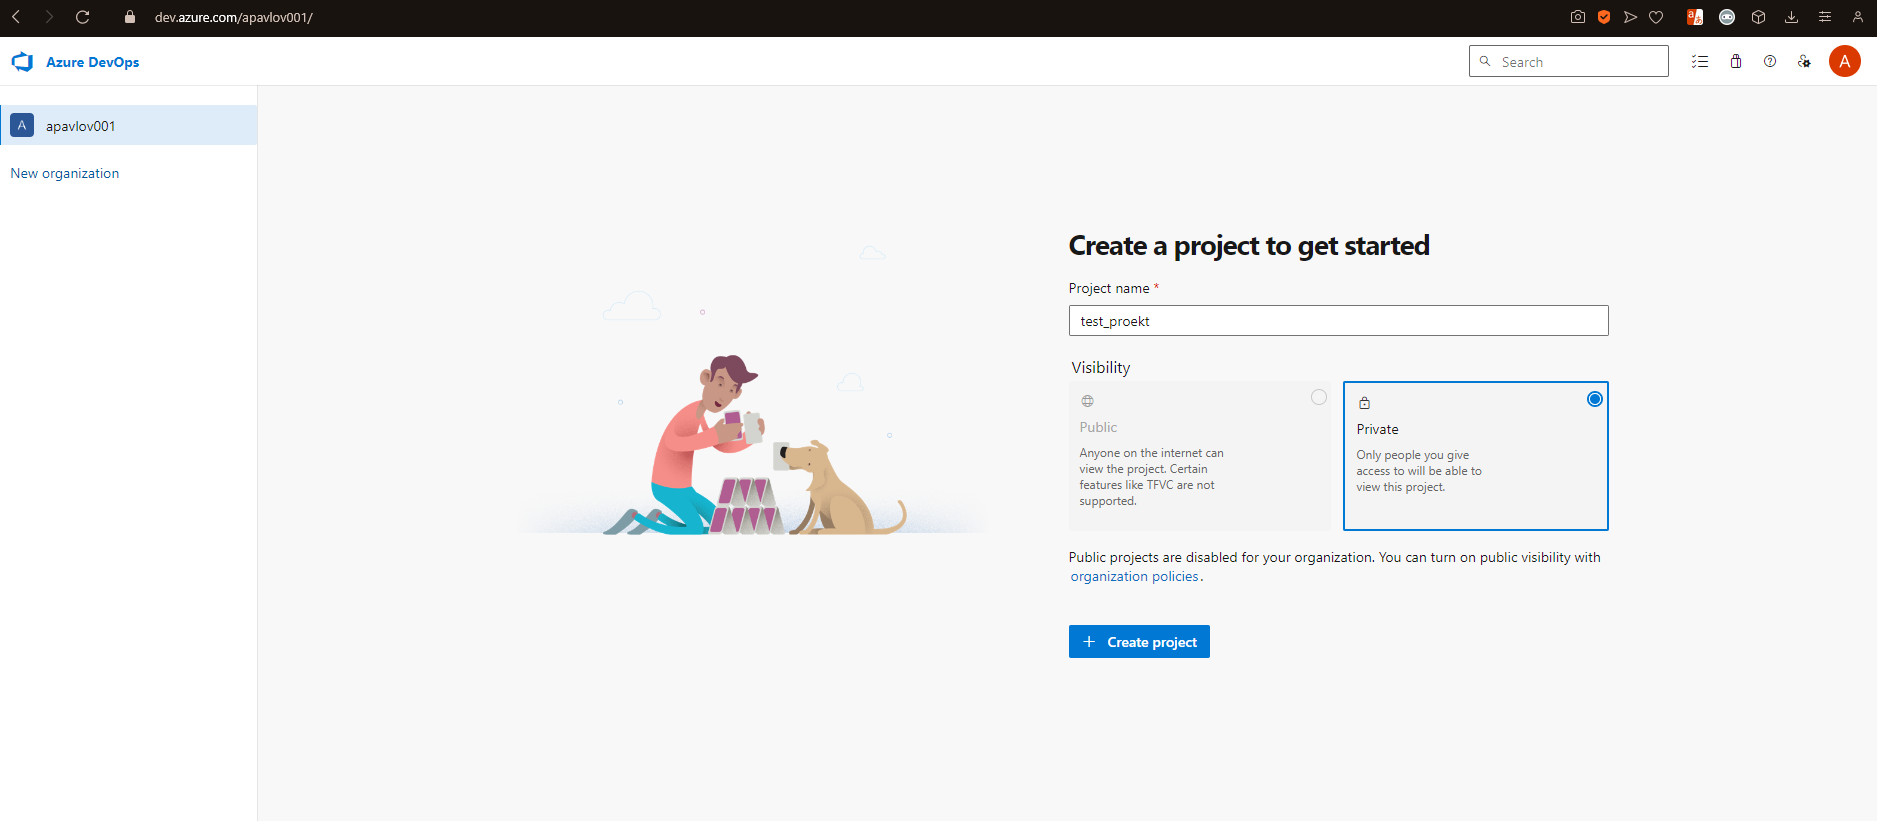 dev.azure.com/apavlov001/
Azure DevOps
Search
A
A
apavlov001
New organization
Create a project to get started
Project name *
test_proekt
Visibility
Public
Anyone on the internet can
view the project. Certain
features like TFVC are not
supported.
Private
Only people you give
access to will be able to
view this project.
Public projects are disabled for your organization. You can turn on public visibility with
organization policies.
+ Create project